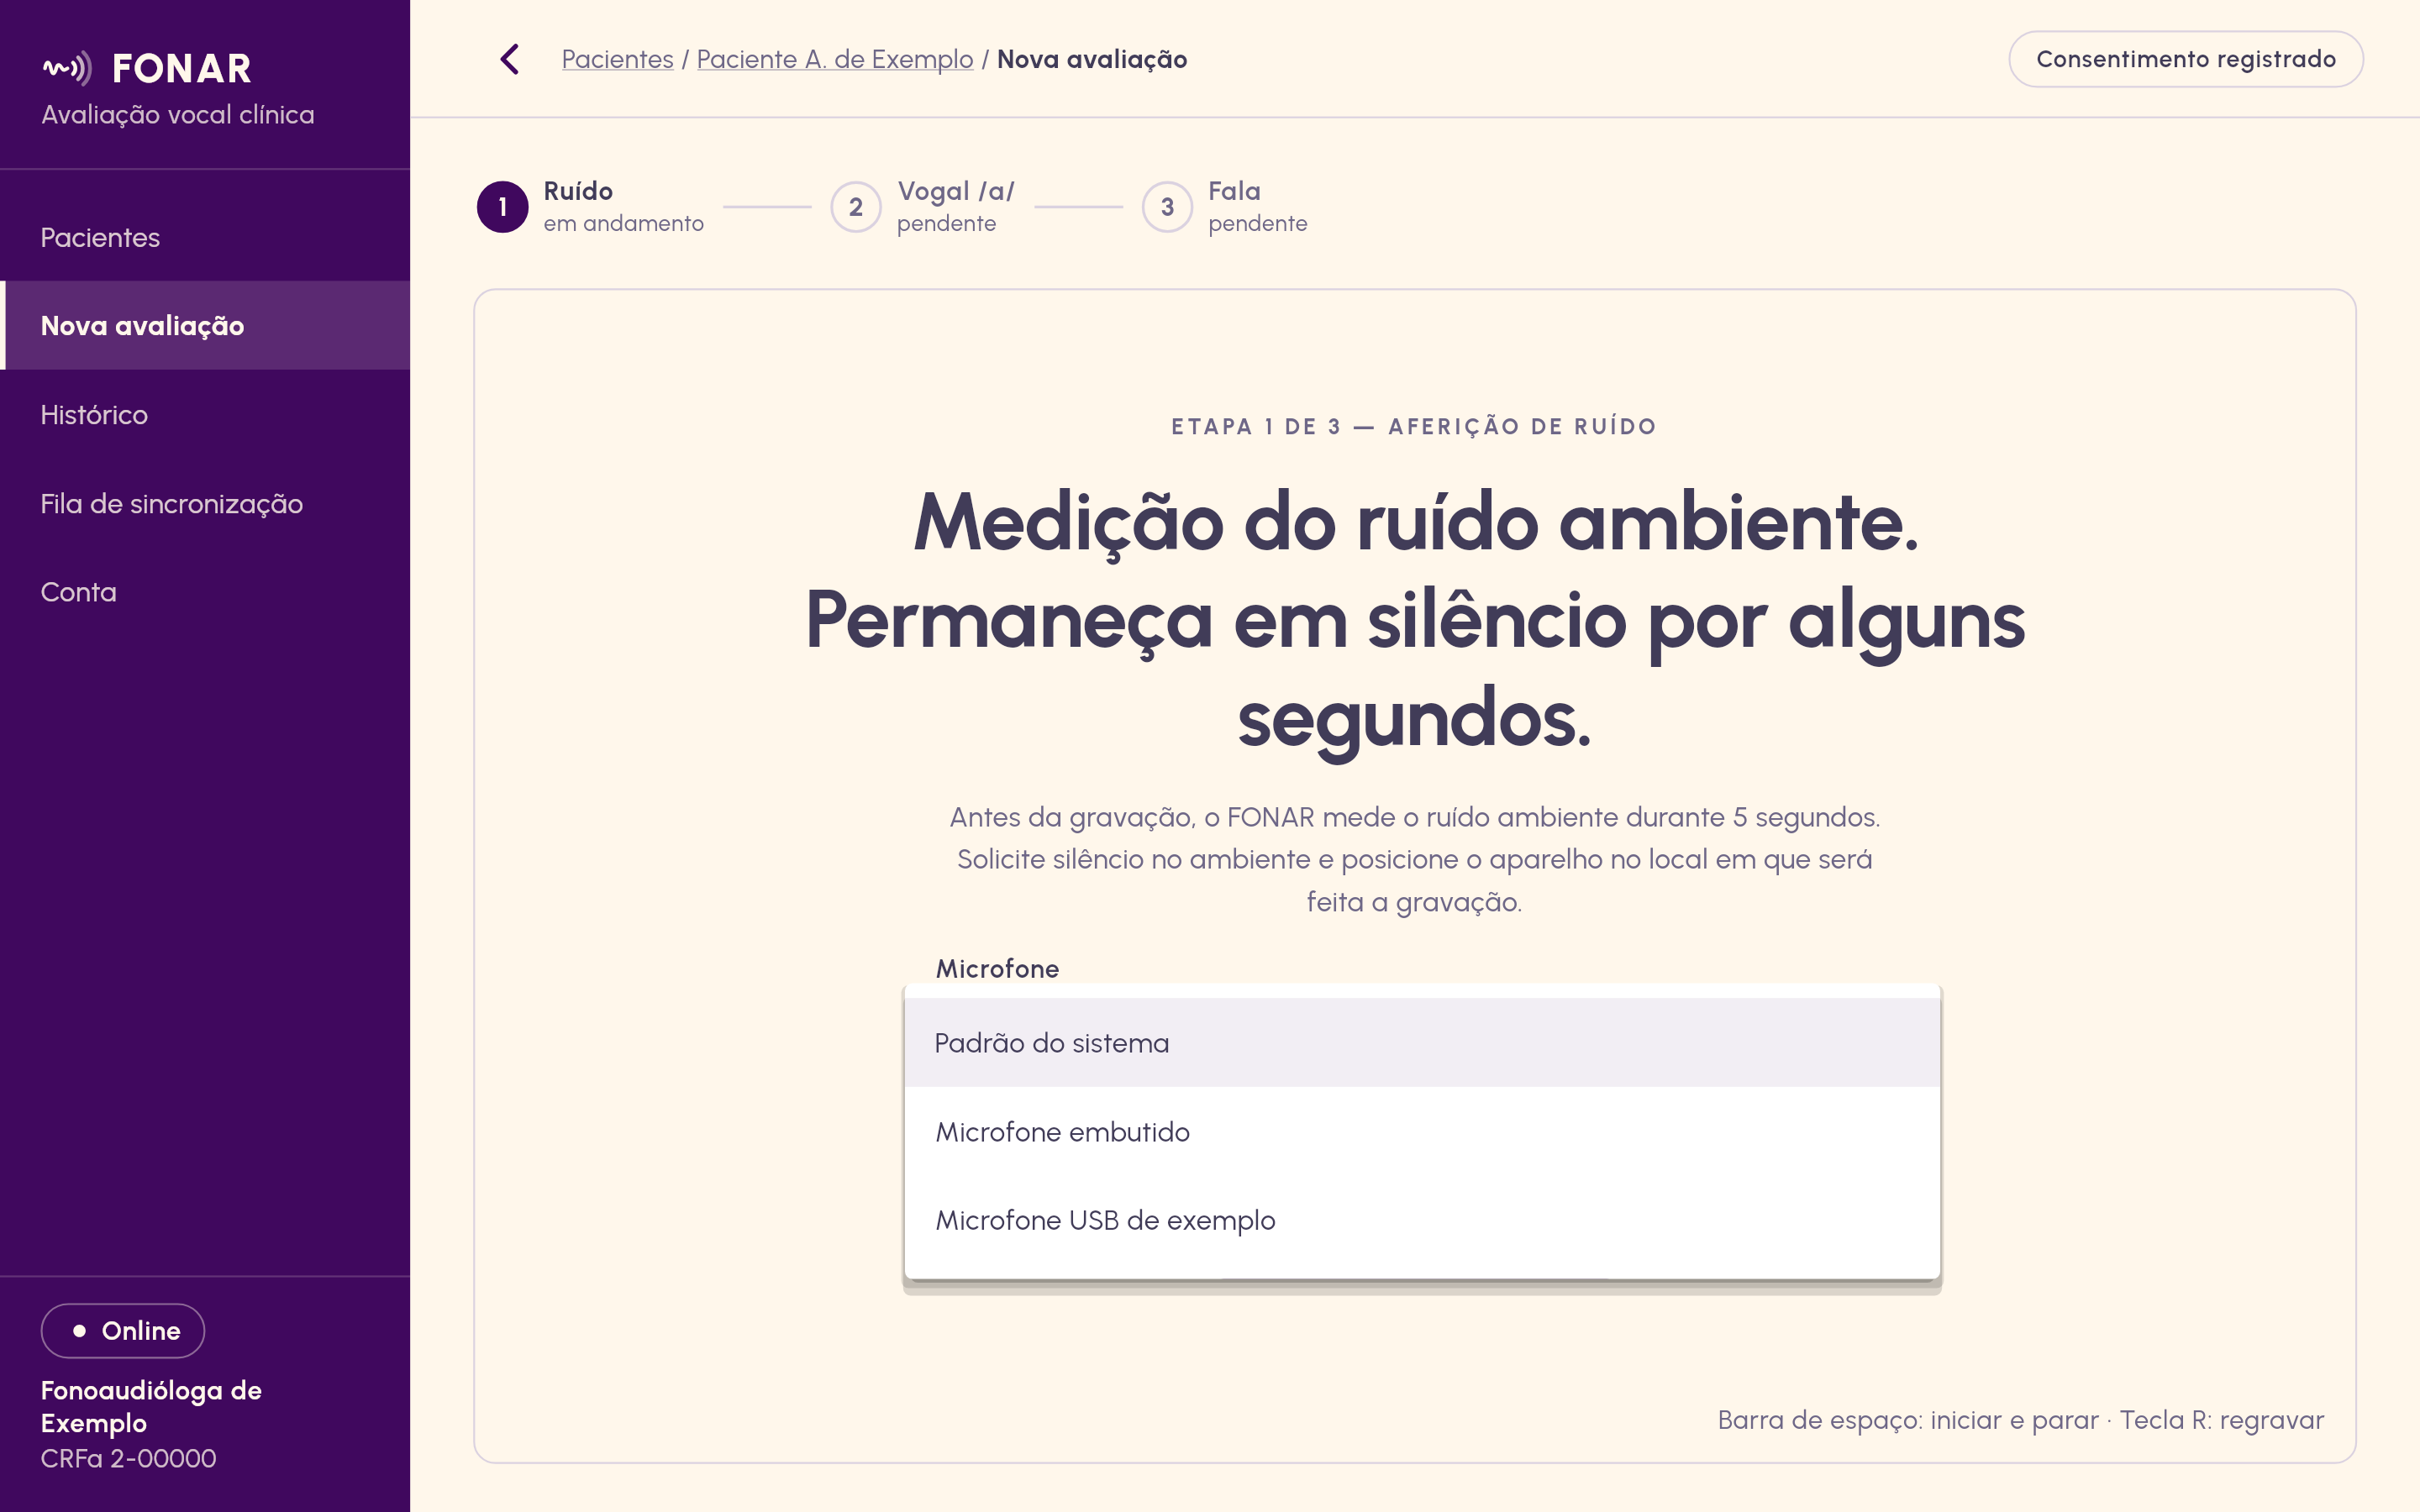 FONAR
Avaliação vocal clínica
Pacientes
Nova avaliação
Histórico
Fila de sincronização
Conta
Online
Fonoaudióloga de
Exemplo
CRFa 2-00000
Pacientes / Paciente A. de Exemplo / Nova avaliação
Consentimento registrado
1 Ruído
em andamento
2 Vogal /a/
pendente
3 Fala
pendente
ETAPA 1 DE 3 — AFERIÇÃO DE RUÍDO
Medição do ruído ambiente.
Permaneça em silêncio por alguns
segundos.
Antes da gravação, o FONAR mede o ruído ambiente durante 5 segundos.
Solicite silêncio no ambiente e posicione o aparelho no local em que será
feita a gravação.
Microfone
Padrão do sistema
Microfone embutido
Microfone USB de exemplo
Barra de espaço: iniciar e parar · Tecla R: regravar